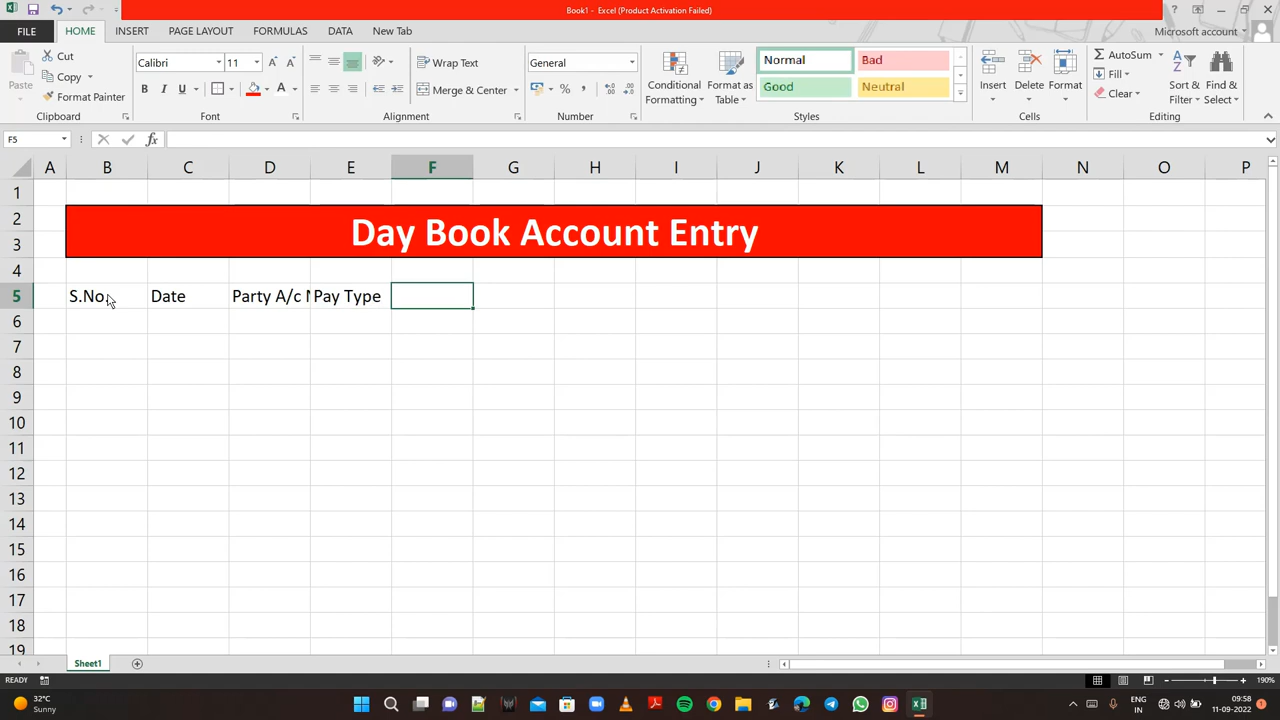 Book1 - Excel (Product Activation Failed)
FILE HOME INSERT PAGE LAYOUT FORMULAS DATA New Tab Microsoft account
Paste Cut Copy Format Painter Clipboard
Calibri 11 B I U A Font
Wrap Text Merge & Center Alignment
General % Number
Conditional Formatting Format as Table Normal Bad Good Neutral Styles
Insert Delete Format Cells
AutoSum Fill Clear Sort & Filter Find & Select Editing
F5 fx
A B C D E F G H I J K L M N O P
1
2
Day Book Account Entry
3
4
5 S.No. Date Party A/c Pay Type
6
7
8
9
10
11
12
13
14
15
16
17
18
19
Sheet1
READY 190%
32°C
Sunny
ENG
IN
09:58
11-09-2022